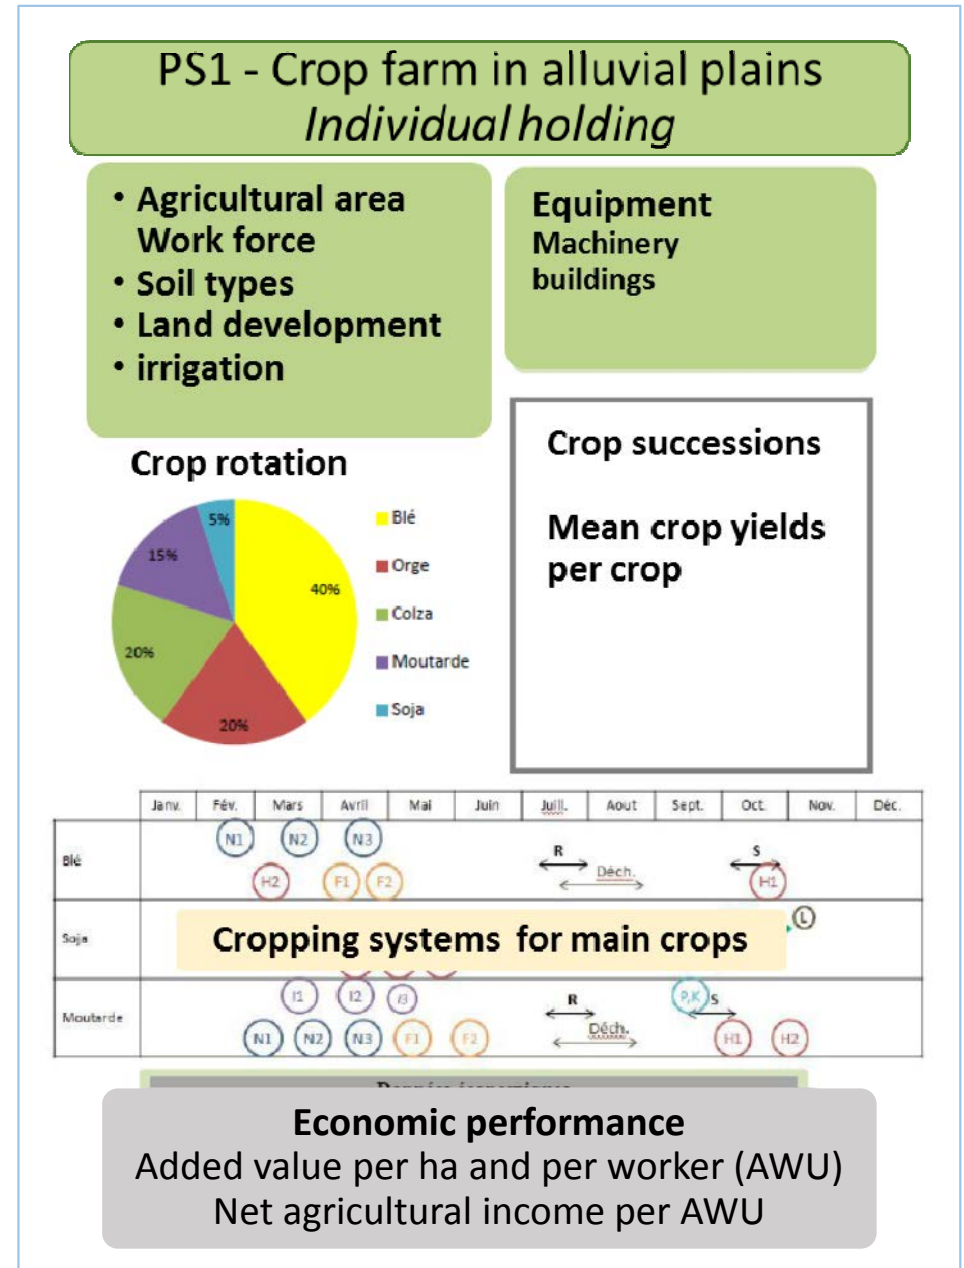 PS1 - Crop farm in alluvial plains
Individual holding
• Agricultural area
Work force
• Soil types
• Land development
• irrigation
Equipment
Machinery
buildings
Crop rotation
5%
15%
40%
20%
20%
Blé
Orge
Colza
Moutarde
Soja
Crop successions
Mean crop yields
per crop
Janv. Fév. Mars Avril Mai Juin Juil. Aout Sept. Oct. Nov. Déc.
Blé
N1 N2 N3
R S
H2 F1 F2 Déch. H1
Soja
L
Cropping systems for main crops
Moutarde
I1 I2 I3 R P,K S
N1 N2 N3 F1 F2 Déch. H1 H2
Economic performance
Added value per ha and per worker (AWU)
Net agricultural income per AWU